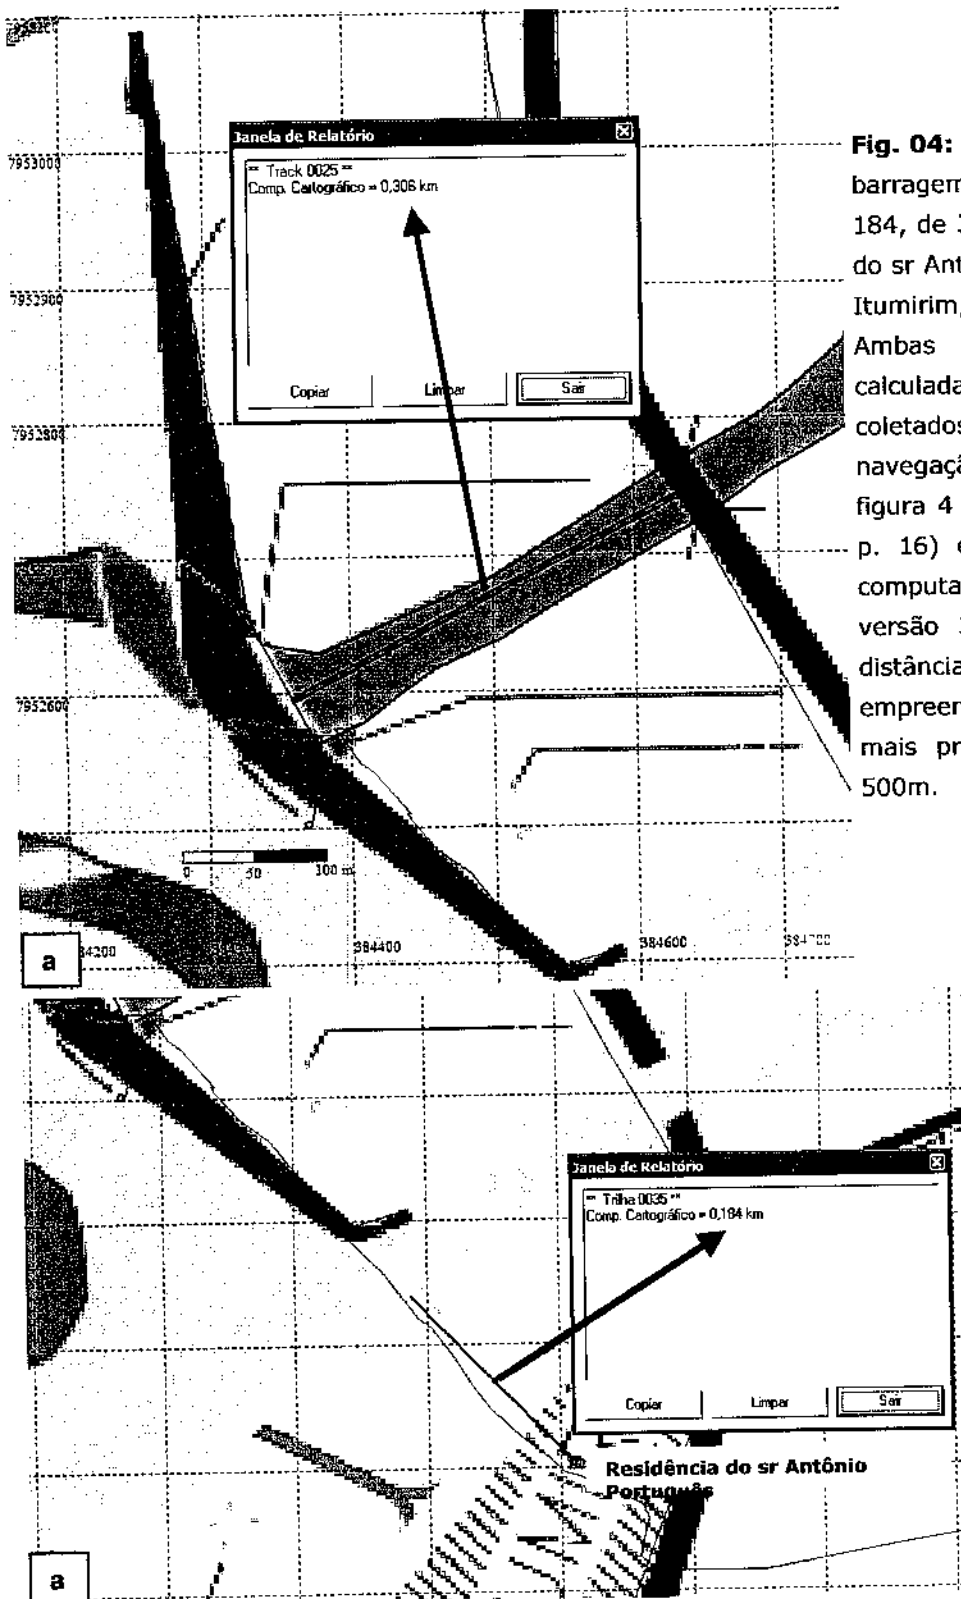 7953000
Janela de Relatório
** Track 0025 **
Comp. Cartográfico = 0,306 km
7952900
Copiar Limpar Sair
7952800
7952600
0 50 100 m
a
384400
384600
Fig. 04:
barragem
184, de
do sr Ant
Itumirim,
Ambas
calculada
coletados
navegaçã
figura 4
p. 16) e
computa
versão
distância
empreen
mais pr
500m.
Janela de Relatório
** Trilha 0035 **
Comp. Cartográfico = 0,184 km
Copiar Limpar Sair
Residência do sr Antônio
Português
a